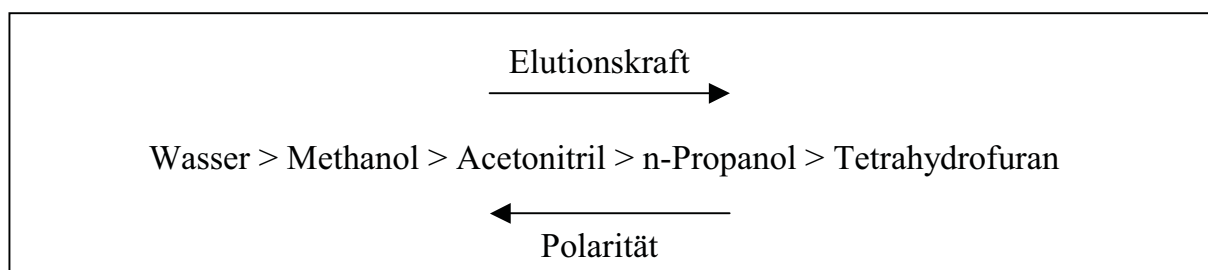 Elutionskraft
Wasser > Methanol > Acetonitril > n-Propanol > Tetrahydrofuran
Polarität